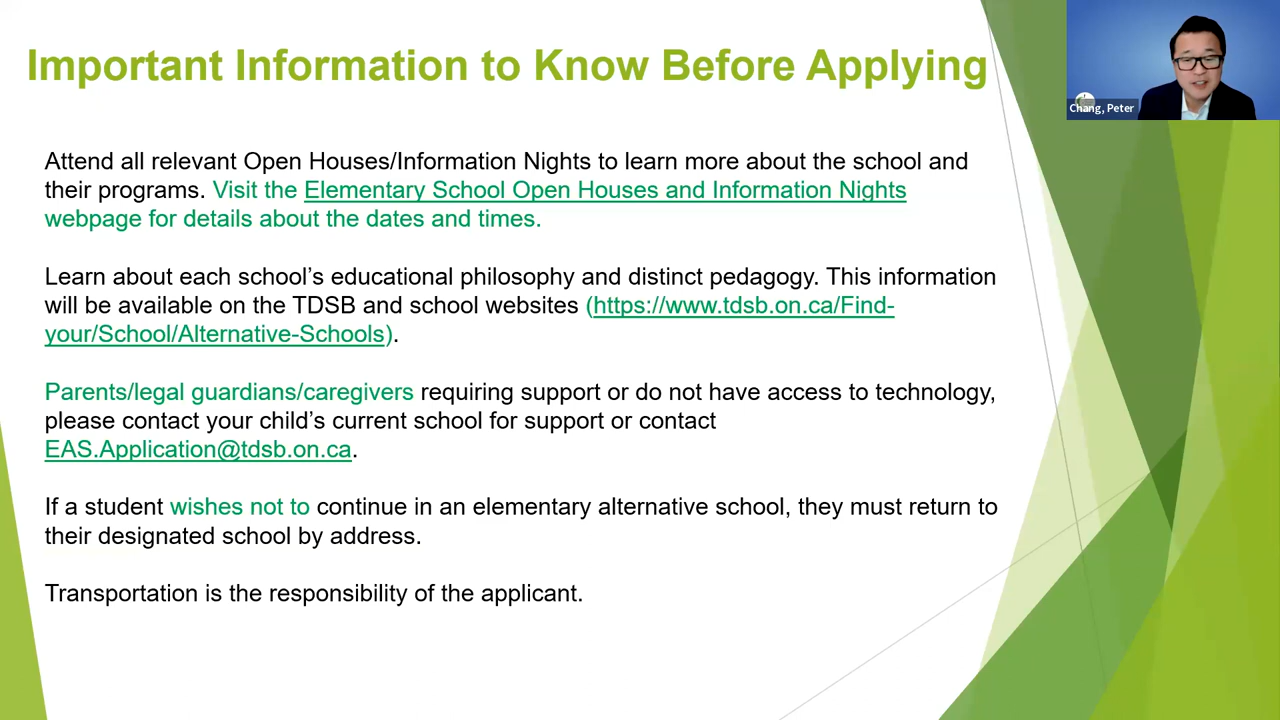 Important Information to Know Before Applying
Chang, Peter
Attend all relevant Open Houses/Information Nights to learn more about the school and
their programs. Visit the Elementary School Open Houses and Information Nights
webpage for details about the dates and times.
Learn about each school’s educational philosophy and distinct pedagogy. This information
will be available on the TDSB and school websites (https://www.tdsb.on.ca/Find-
your/School/Alternative-Schools).
Parents/legal guardians/caregivers requiring support or do not have access to technology,
please contact your child’s current school for support or contact
EAS.Application@tdsb.on.ca.
If a student wishes not to continue in an elementary alternative school, they must return to
their designated school by address.
Transportation is the responsibility of the applicant.